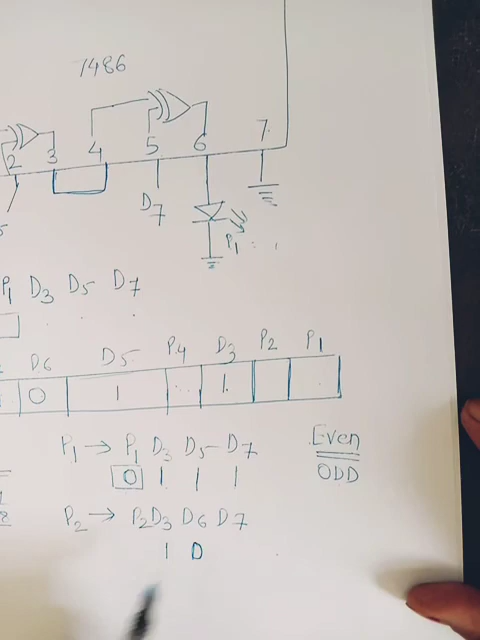 7486
2 3 4 5 6 7
D7
P1
P1 D3 D5 D7
D6 D5 P4 D3 P2 P1
0 1 1
P1 → P1 D3 D5 - D7
0 1 1 1
Even
ODD
P2 → P2 D3 D6 D7
1 0